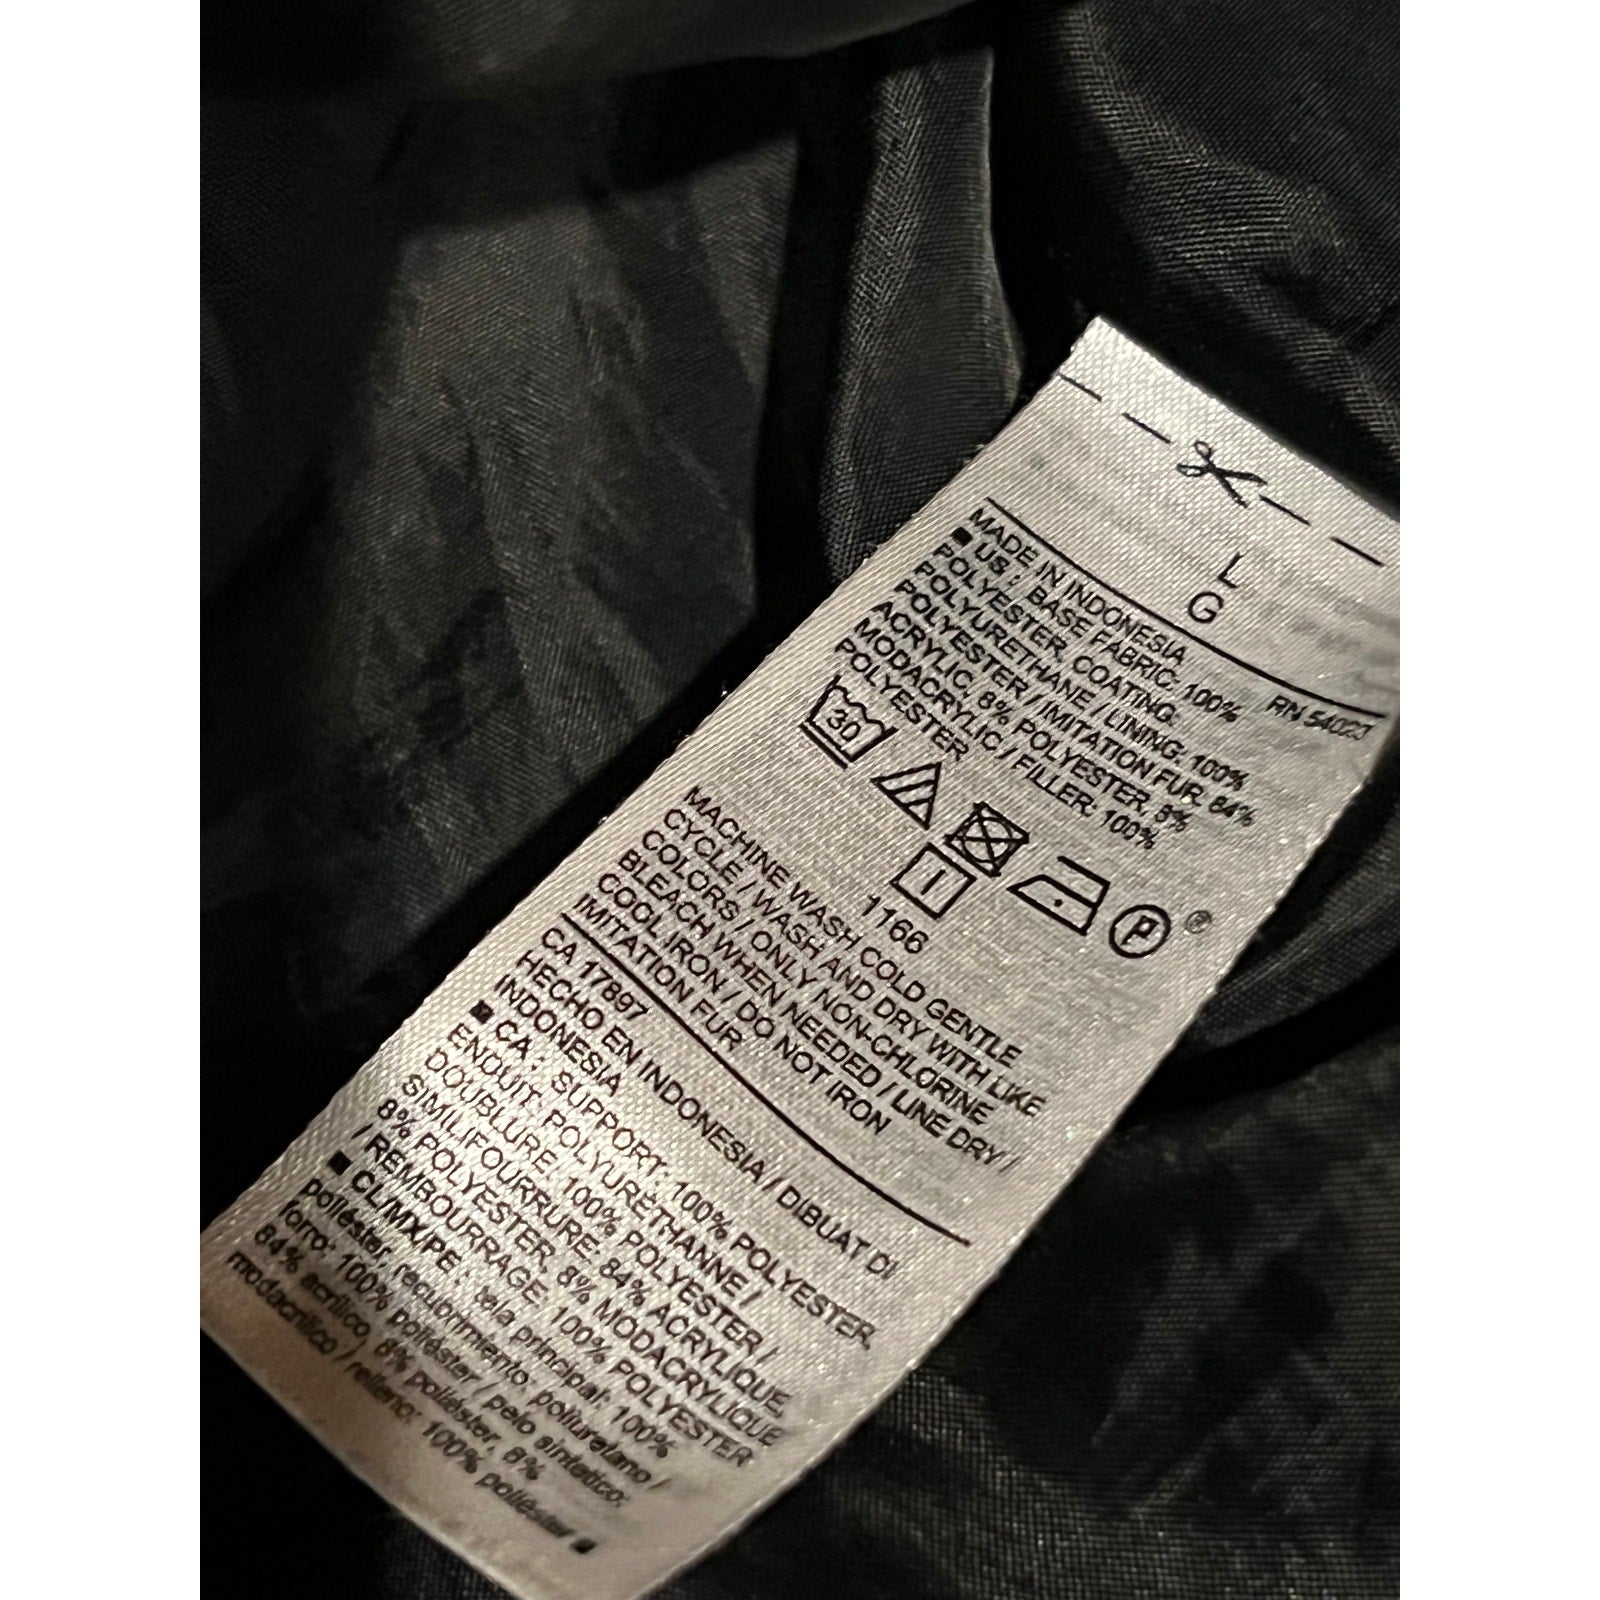 L
G
RN 54023
MADE IN INDONESIA
■ US : BASE FABRIC. 100%
POLYESTER, COATING:
POLYURETHANE / LINING: 100%
POLYESTER / IMITATION FUR. 84%
ACRYLIC, 8% POLYESTER, 8%
MODACRYLIC / FILLER: 100%
POLYESTER
30
P
1166
MACHINE WASH COLD GENTLE
CYCLE / WASH AND DRY WITH LIKE
COLORS / ONLY NON-CHLORINE
BLEACH WHEN NEEDED / LINE DRY /
COOL IRON / DO NOT IRON
IMITATION FUR
CA 17897
HECHO EN INDONESIA / DIBUAT DI
INDONESIA
■ CA : SUPPORT: 100% POLYESTER,
ENDUIT: POLYURÉTHANNE /
DOUBLURE. 100% POLYESTER /
SIMILIFOURRURE: 84% ACRYLIQUE,
8% POLYESTER, 8% MODACRYLIQUE
/ REMBOURRAGE: 100% POLYESTER
■ CL/MX/PE : tela principal: 100%
poliéster, recubrimiento: poliuretano /
forro: 100% poliéster / pelo sintético:
84% acrílico, 8% poliéster, 8%
modacrílico / relleno: 100% poliéster ■